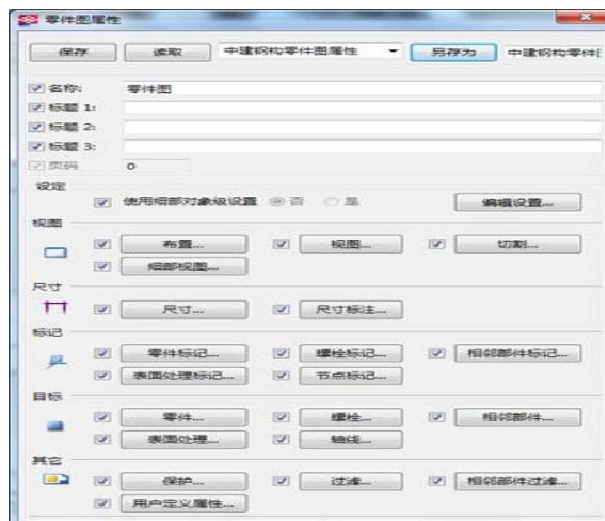 零件图属性
保存 读取 中建钢构零件图属性 另存为 中建钢构零件
名称: 零件图
标题 1:
标题 2:
标题 3:
页码 0
设定
使用细部对象级设置 否 是 编辑设置...
视图
布置... 视图... 切割...
细部视图...
尺寸
尺寸... 尺寸标注...
标记
零件标记... 螺栓标记... 相邻部件标记...
表面处理标记... 节点标记...
目标
零件... 螺栓... 相邻部件...
表面处理... 轴线...
其它
保护... 过滤... 相邻部件过滤...
用户定义属性...